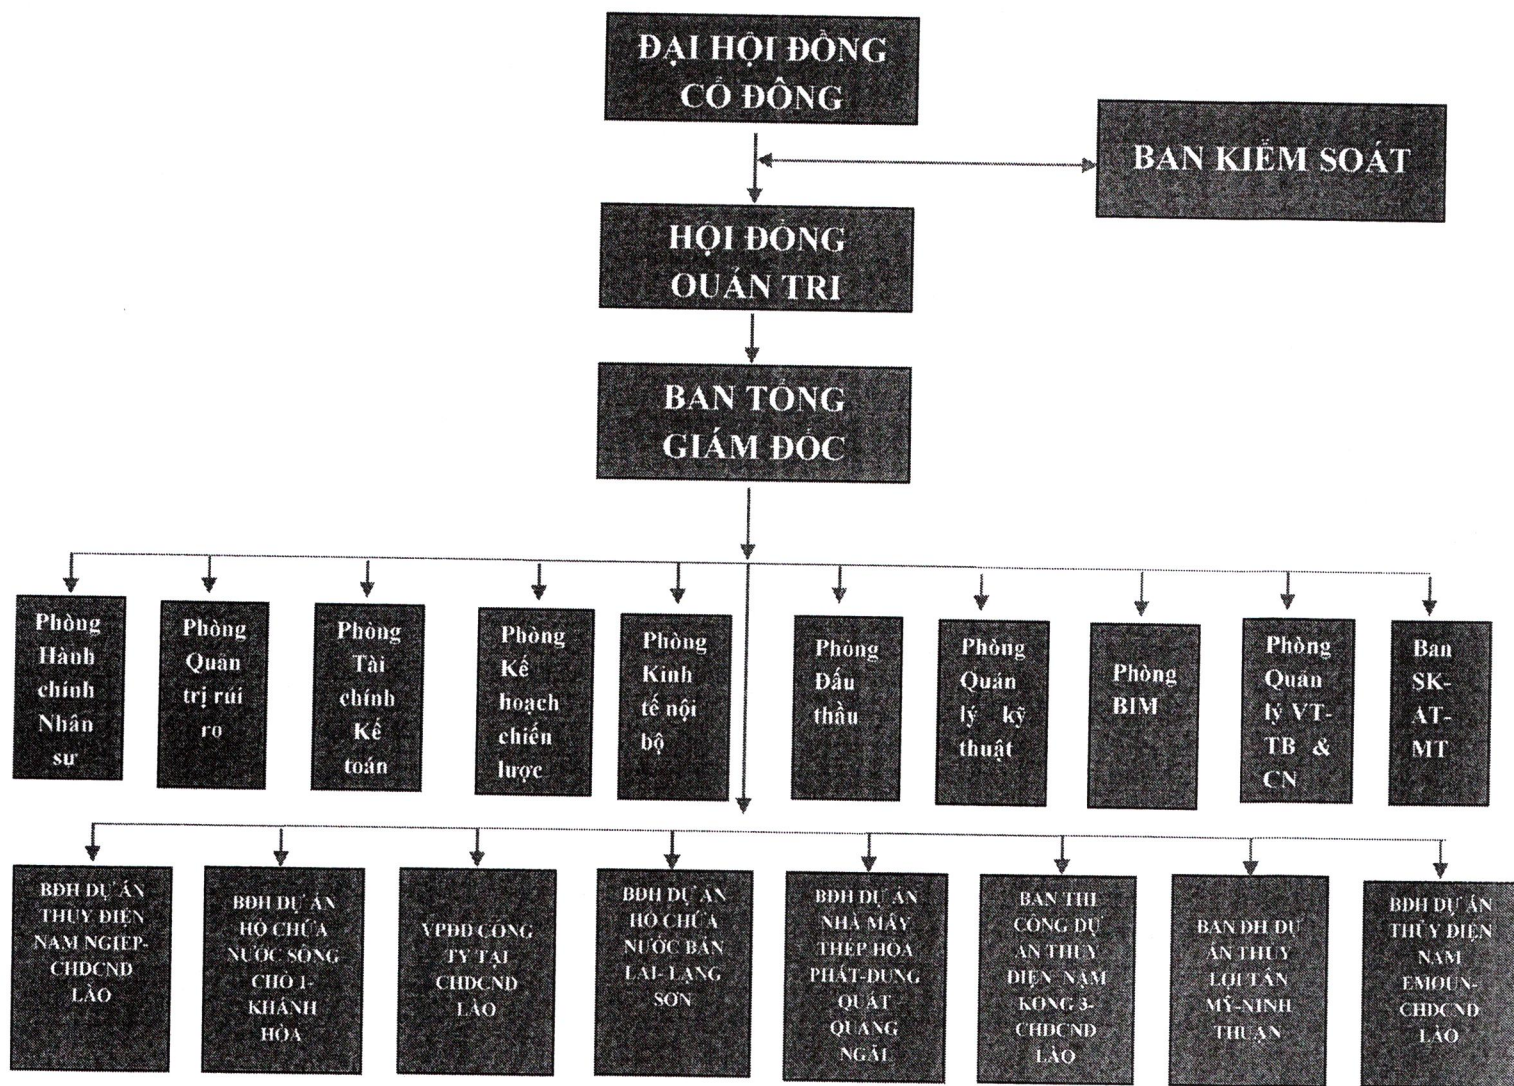 ĐẠI HỘI ĐỒNG
CỔ ĐÔNG
BAN KIỂM SOÁT
HỘI ĐỒNG
QUẢN TRỊ
BAN TỔNG
GIÁM ĐỐC
Phòng
Hành
chính
Nhân
sự
Phòng
Quản
trị rủi
ro
Phòng
Tài
chính
Kế
toán
Phòng
Kế
hoạch
chiến
lược
Phòng
Kinh
tế nội
bộ
Phòng
Đấu
thầu
Phòng
Quản
lý kỹ
thuật
Phòng
BIM
Phòng
Quản
lý VT-
TB & 
CN
Ban
SK-
AT-
MT
BĐH DỰ ÁN
THỦY ĐIỆN
NAM NGIEP-
CHDCND
LÀO
BĐH DỰ ÁN
HỒ CHỨA
NƯỚC SÔNG
CHÒ 1-
KHÁNH
HÒA
VPĐD CÔNG
TY TẠI
CHDCND
LÀO
BĐH DỰ ÁN
HỒ CHỨA
NƯỚC BẢN
LẢI- LẠNG
SƠN
BĐH DỰ ÁN
NHÀ MÁY
THÉP HÒA
PHÁT-DUNG
QUẤT
QUẢNG
NGÃI
BAN THI
CÔNG DỰ
ÁN THỦY
ĐIỆN NẬM
KONG 3-
CHDCND
LÀO
BAN ĐH DỰ
ÁN THỦY
LỢI TÂN
MỸ-NINH
THUẬN
BĐH DỰ ÁN
THỦY ĐIỆN
NAM
EMOUN-
CHDCND
LÀO